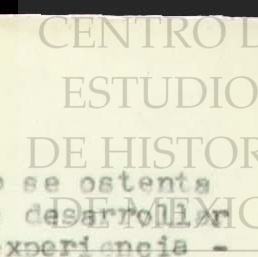 CENTRO D
ESTUDIO
DE HISTOR
DE MEXIC
se ostenta
desarrollar
experiencia -